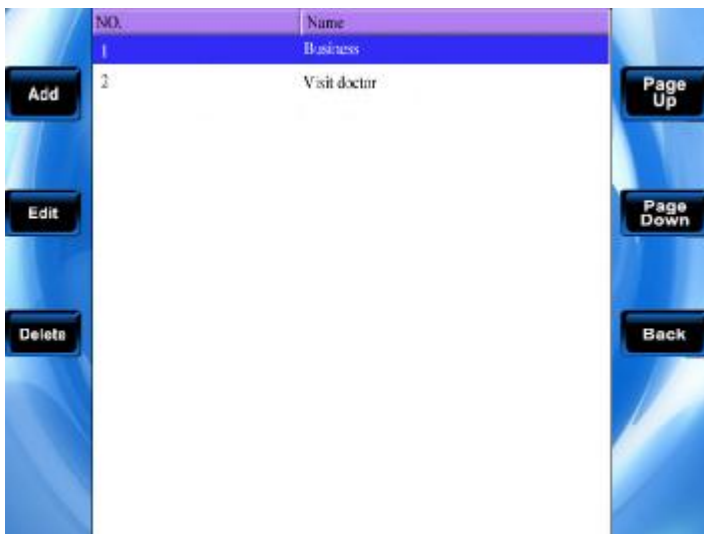 NO. Name
1 Business
2 Visit doctor
Add
Edit
Delete
Page
Up
Page
Down
Back